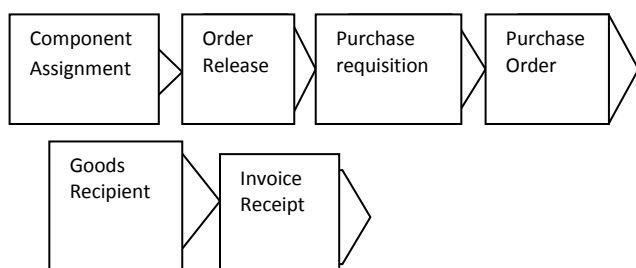 Component
Assignment
Order
Release
Purchase
requisition
Purchase
Order
Goods
Recipient
Invoice
Receipt